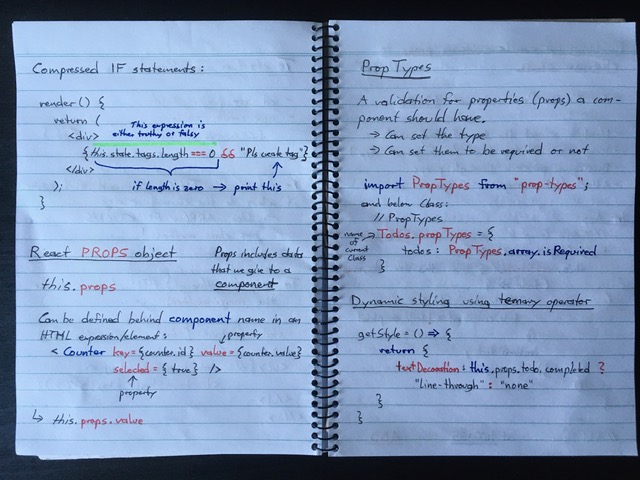 Compressed IF statements:
render() {
return (
<div>
This expression is
either truthy or falsy
{this.state.tags.length === 0 && "Pls create tag"}
</div>
if length is zero → print this
);
}
React PROPS object
Props includes data
that we give to a
component
this.props
Can be defined behind component name in an
HTML expression/element:
property
< Counter key={counter.id} value={counter.value}
selected={true} />
property
↳ this.props.value
PropTypes
A validation for properties (props) a com-
ponent should have.
→ Can set the type
→ Can set them to be required or not
import PropTypes from "prop-types";
and below Class:
// PropTypes
name of current Class → Todos.propTypes = {
todos: PropTypes.array.isRequired
}
Dynamic styling using ternary operator
getStyle = () => {
return {
textDecoration: this.props.todo.completed ?
"line-through" : "none"
}
}